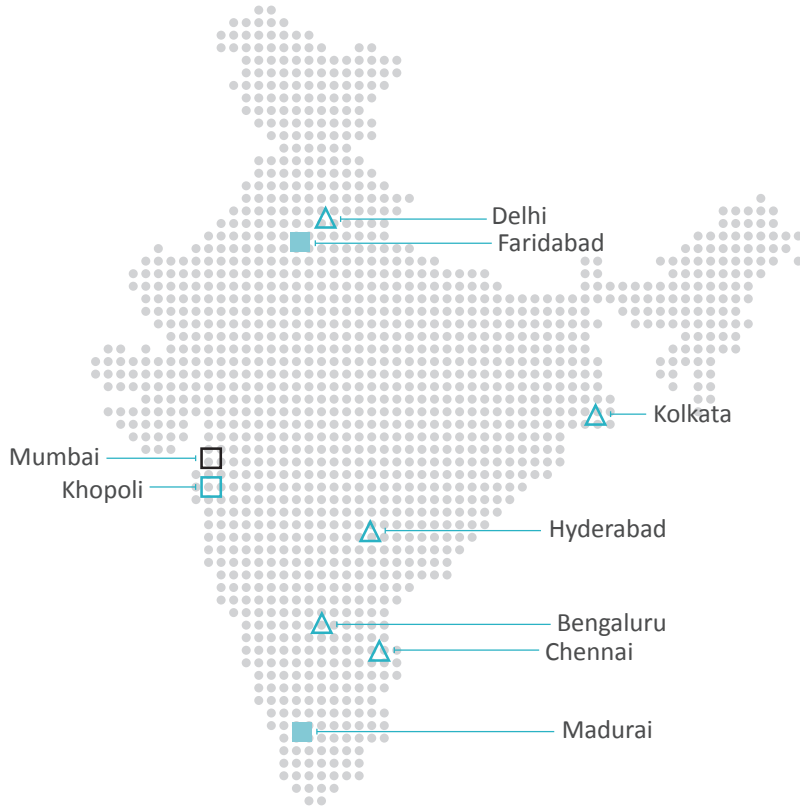 Delhi
Faridabad
Kolkata
Mumbai
Khopoli
Hyderabad
Bengaluru
Chennai
Madurai